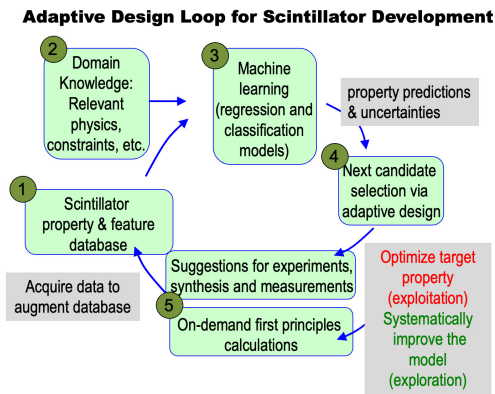 Adaptive Design Loop for Scintillator Development
2
Domain
Knowledge:
Relevant
physics,
constraints, etc.
3
Machine
learning
(regression and
classification
models)
property predictions
& uncertainties
4
Next candidate
selection via
adaptive design
1
Scintillator
property & feature
database
Suggestions for experiments,
synthesis and measurements
Acquire data to
augment database
5
On-demand first principles
calculations
Optimize target
property
(exploitation)
Systematically
improve the
model
(exploration)